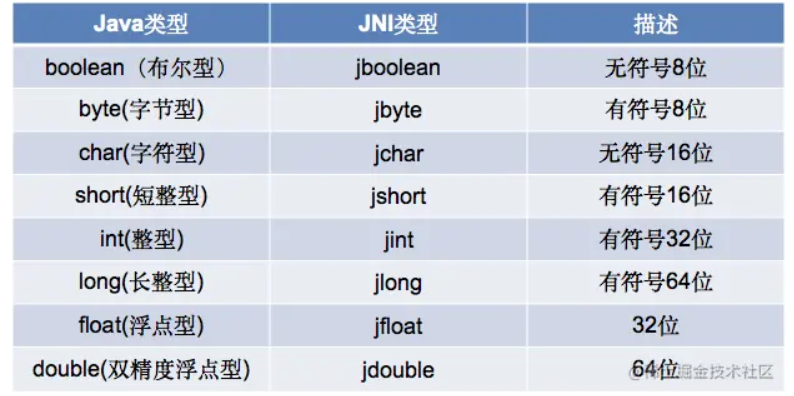 Java类型 JNI类型 描述
boolean（布尔型） jboolean 无符号8位
byte(字节型) jbyte 有符号8位
char(字符型) jchar 无符号16位
short(短整型) jshort 有符号16位
int(整型) jint 有符号32位
long(长整型) jlong 有符号64位
float(浮点型) jfloat 32位
double(双精度浮点型) jdouble 64位
掘金技术社区